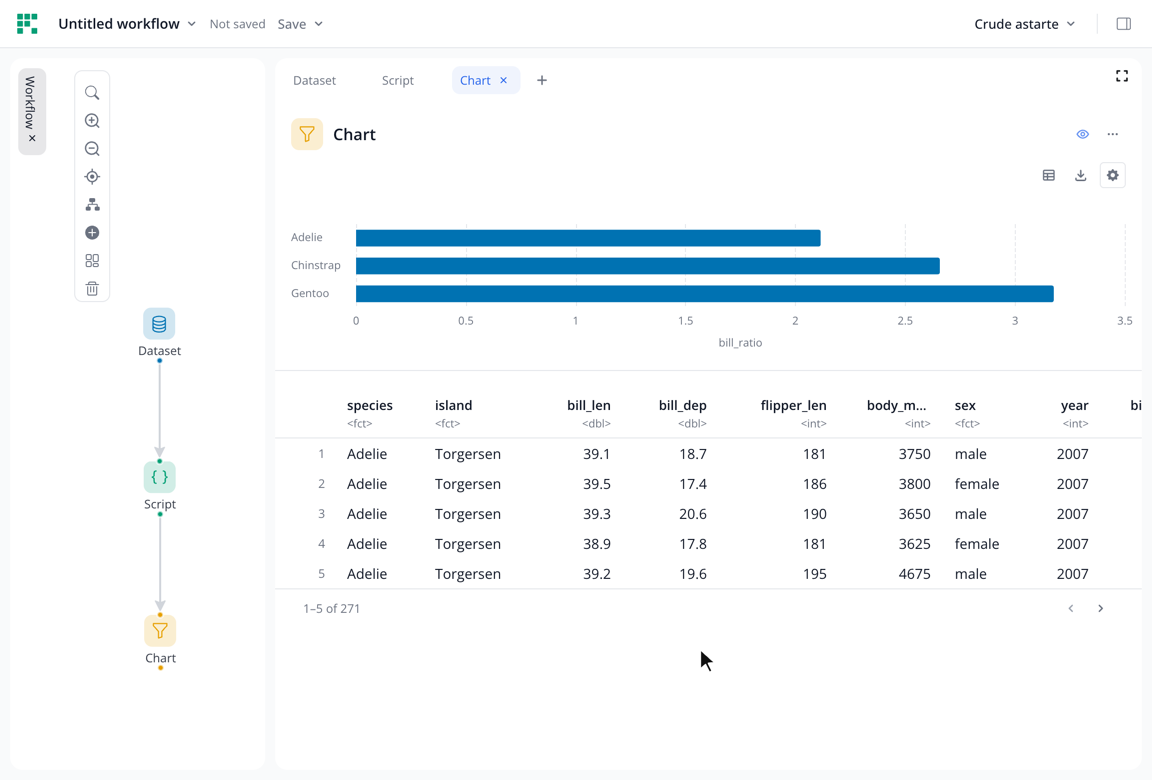 Untitled workflow Not saved Save Crude astarte
Workflow ×
Dataset Script Chart × +
Chart
Adelie
Chinstrap
Gentoo
0 0.5 1 1.5 2 2.5 3 3.5
bill_ratio
species island bill_len bill_dep flipper_len body_m... sex year bi
<fct> <fct> <dbl> <dbl> <int> <int> <fct> <int>
1 Adelie Torgersen 39.1 18.7 181 3750 male 2007
2 Adelie Torgersen 39.5 17.4 186 3800 female 2007
3 Adelie Torgersen 39.3 20.6 190 3650 male 2007
4 Adelie Torgersen 38.9 17.8 181 3625 female 2007
5 Adelie Torgersen 39.2 19.6 195 4675 male 2007
1–5 of 271
Dataset
{ }
Script
Chart